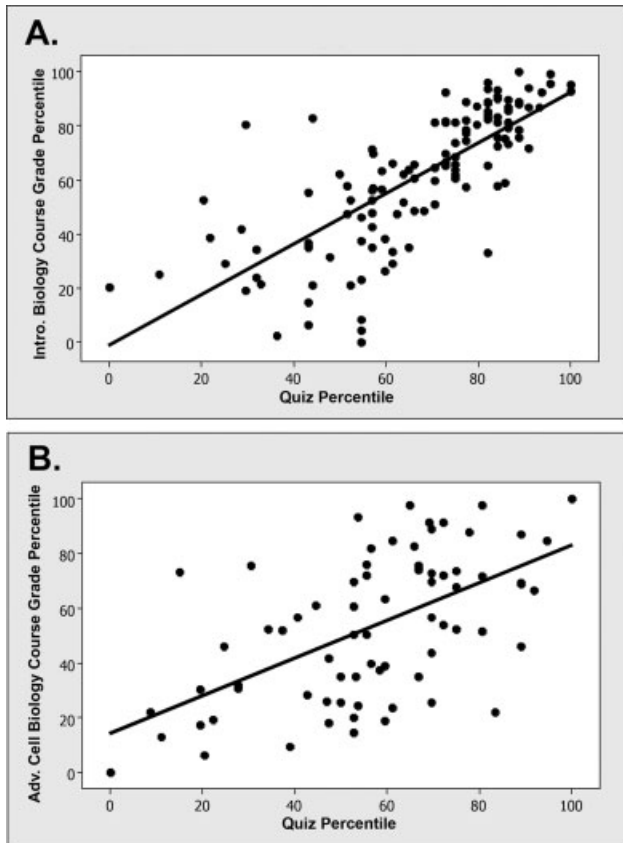 A.
100
80
60
40
20
0
Intro. Biology Course Grade Percentile
0 20 40 60 80 100
Quiz Percentile
B.
100
80
60
40
20
0
Adv. Cell Biology Course Grade Percentile
0 20 40 60 80 100
Quiz Percentile